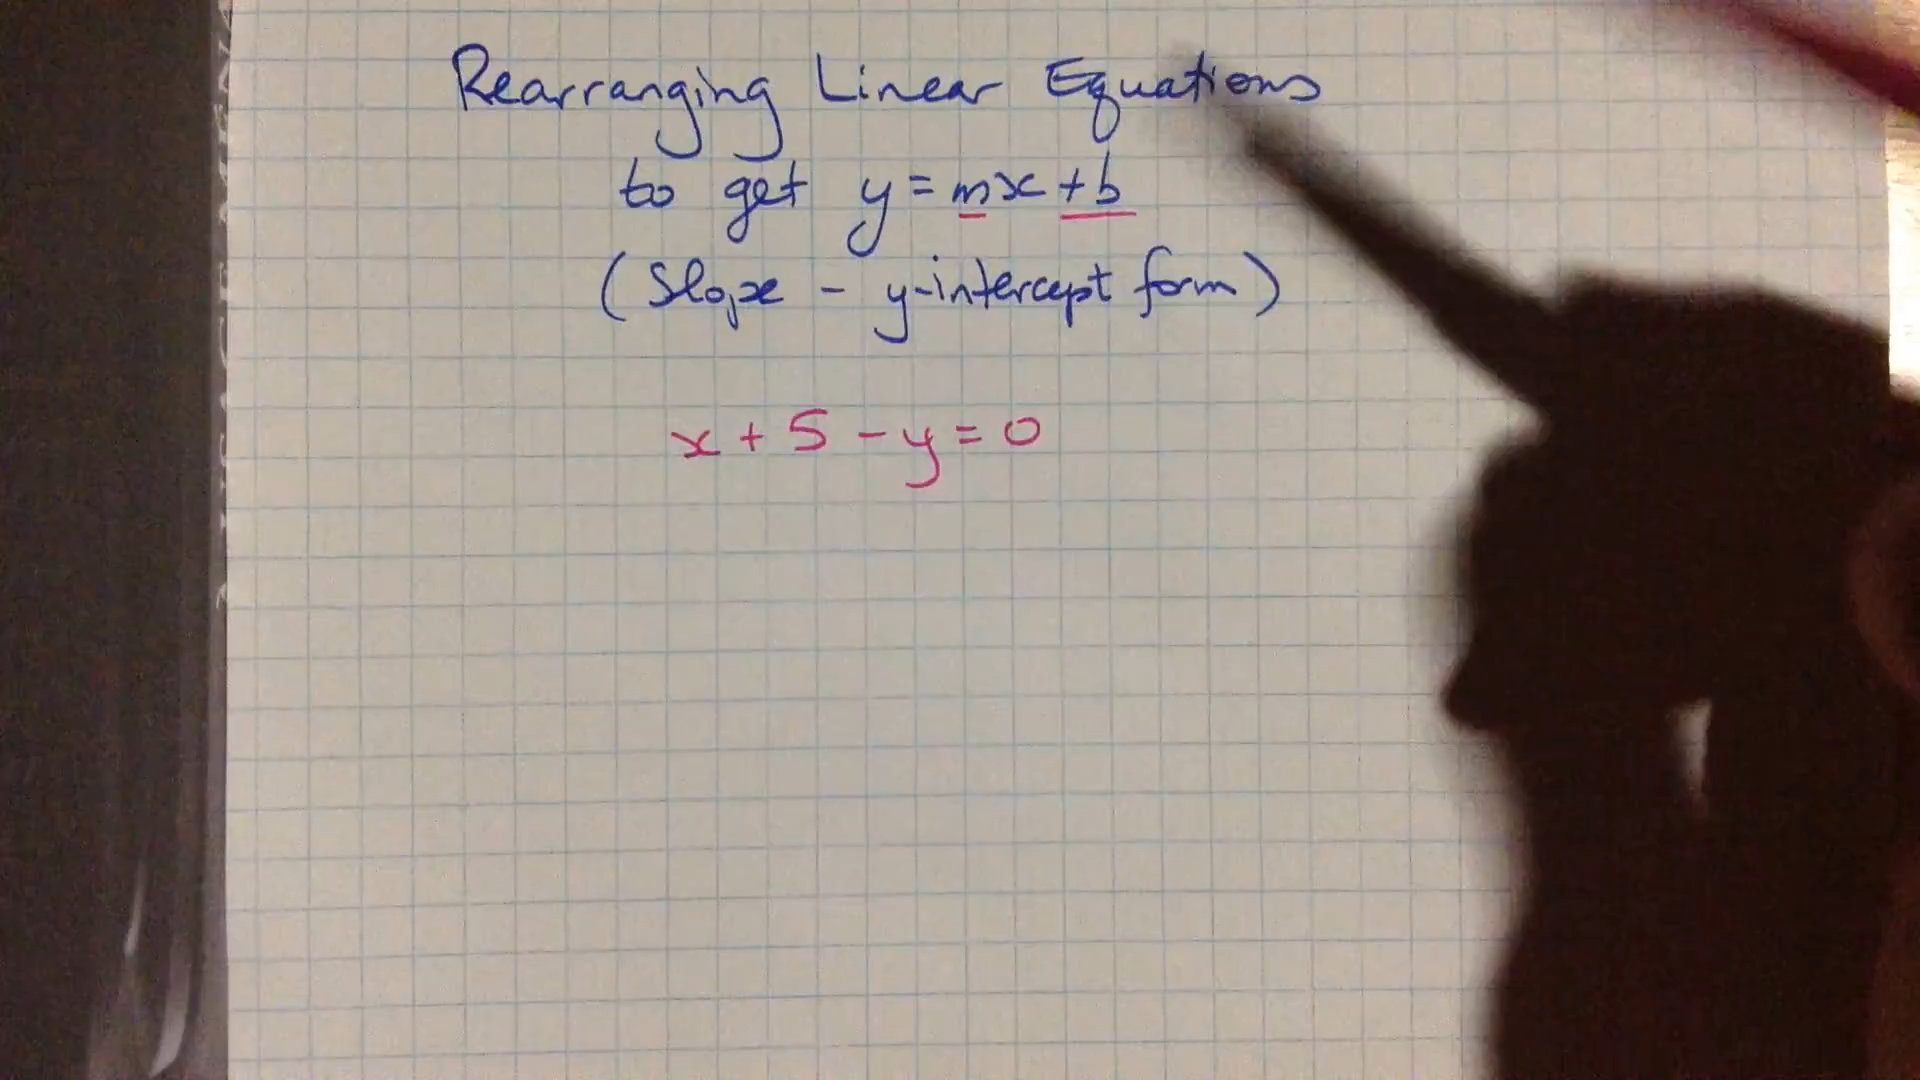 Rearranging Linear Equations
to get y = mx + b
(Slope - y-intercept form)
x + 5 - y = 0